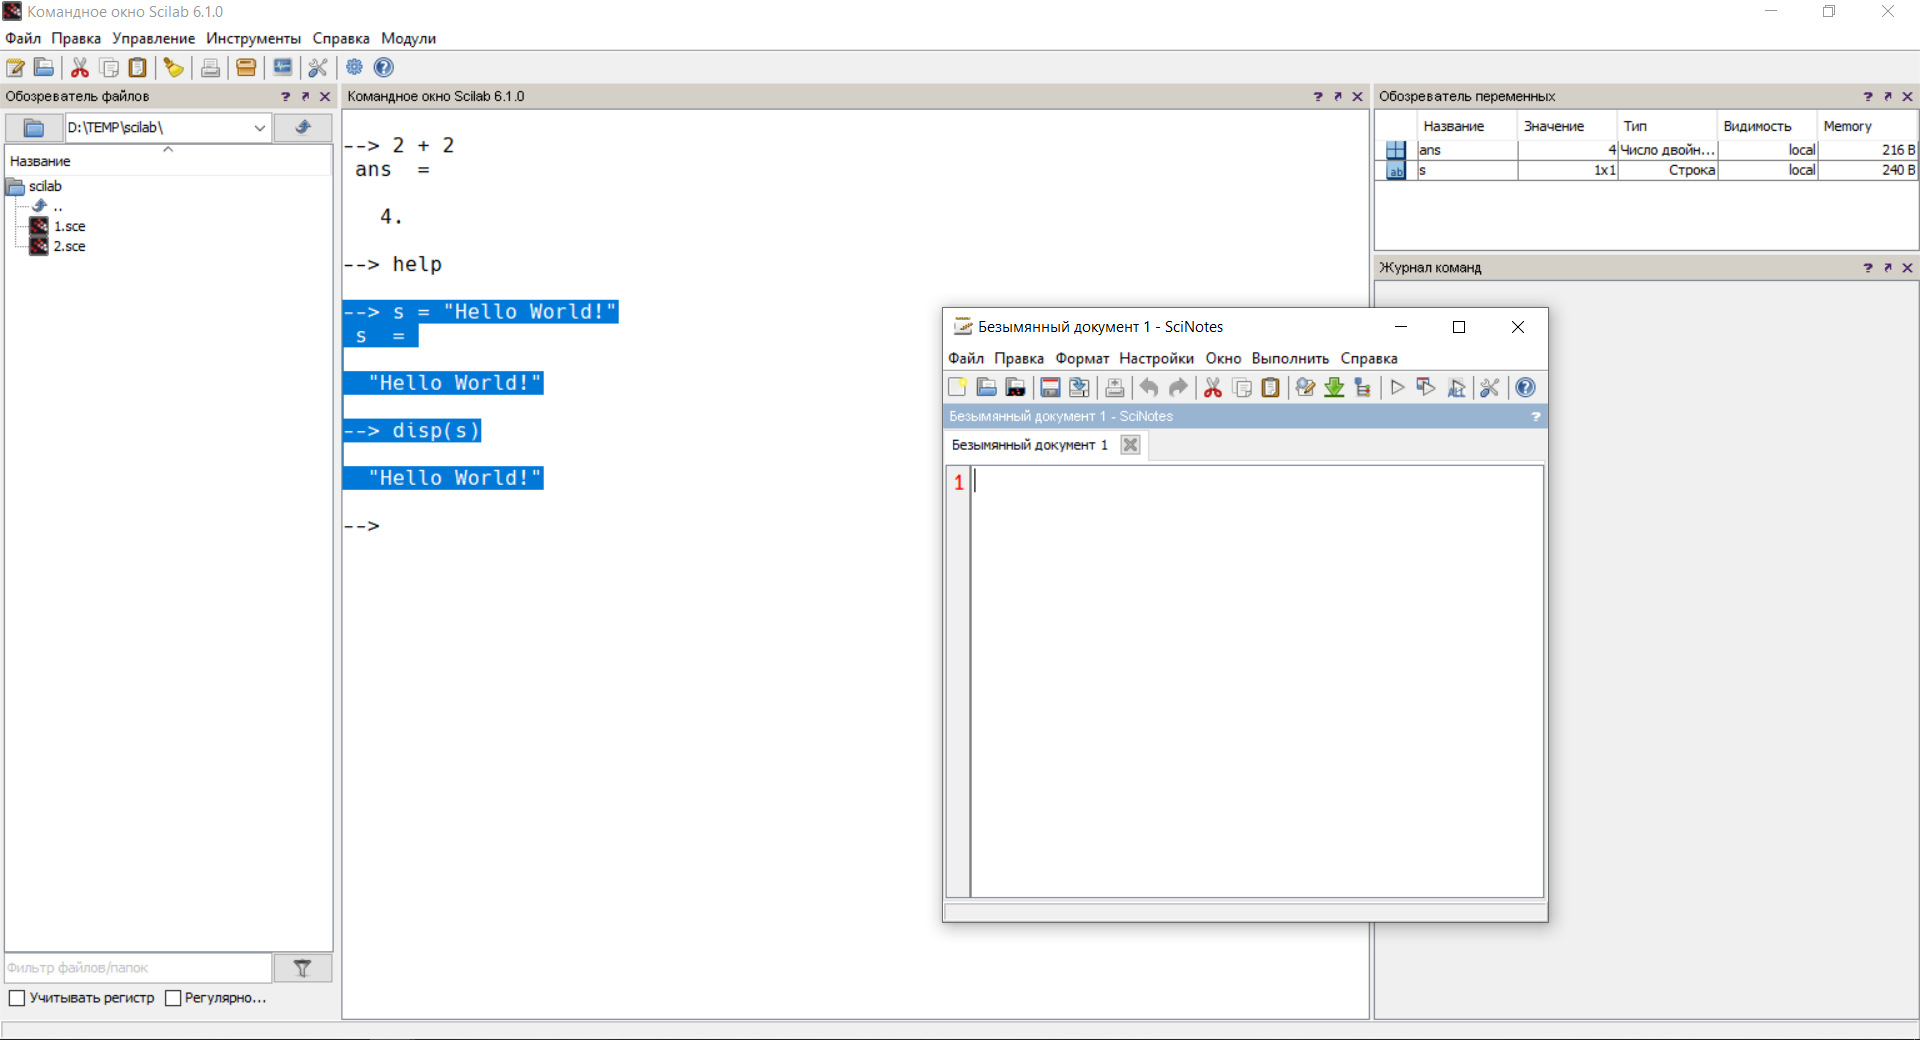 Командное окно Scilab 6.1.0
Файл Правка Управление Инструменты Справка Модули
Обозреватель файлов
D:\TEMP\scilab\
Название
scilab
..
1.sce
2.sce
Фильтр файлов/папок
Учитывать регистр Регулярно...
Командное окно Scilab 6.1.0
--> 2 + 2
ans =
4.
--> help
--> s = "Hello World!"
s =
"Hello World!"
--> disp(s)
"Hello World!"
-->
Обозреватель переменных
Название Значение Тип Видимость Memory
ans 4 Число двойн... local 216 B
ab s 1x1 Строка local 240 B
Журнал команд
Безымянный документ 1 - SciNotes
Файл Правка Формат Настройки Окно Выполнить Справка
Безымянный документ 1 - SciNotes
Безымянный документ 1
1